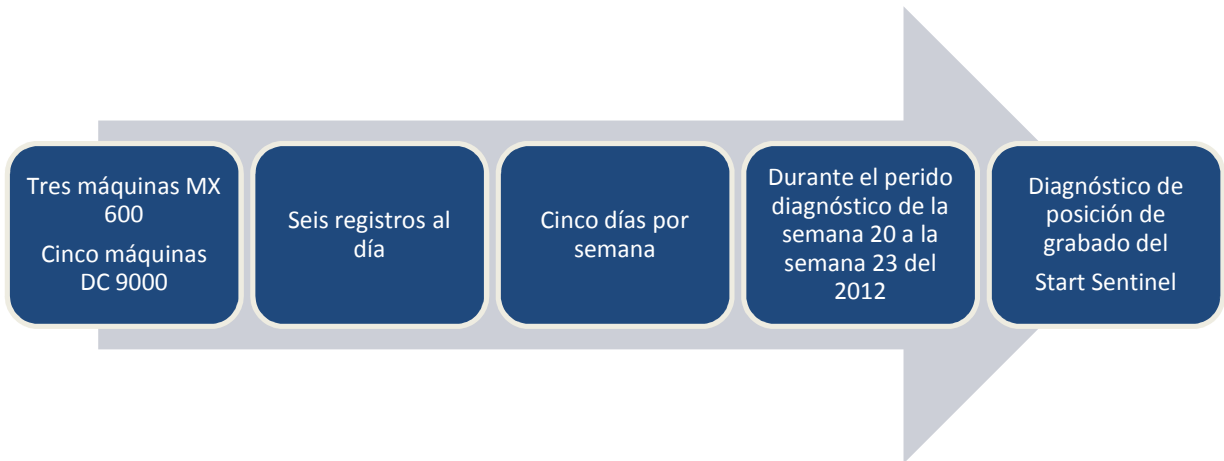 Tres máquinas MX
600
Cinco máquinas
DC 9000
Seis registros al
día
Cinco días por
semana
Durante el perido
diagnóstico de la
semana 20 a la
semana 23 del
2012
Diagnóstico de
posición de
grabado del
Start Sentinel